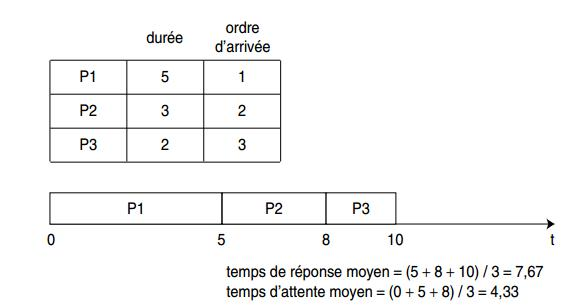 durée ordre
d'arrivée
P1 5 1
P2 3 2
P3 2 3
P1 P2 P3
0 5 8 10 t
temps de réponse moyen = (5 + 8 + 10) / 3 = 7,67
temps d'attente moyen = (0 + 5 + 8) / 3 = 4,33